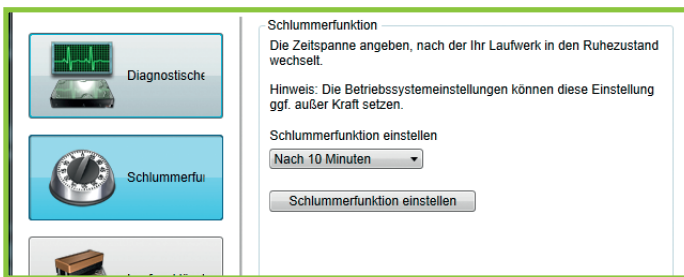 Diagnostische
Schlummerfu
Schlummerfunktion
Die Zeitspanne angeben, nach der Ihr Laufwerk in den Ruhezustand
wechselt.
Hinweis: Die Betriebssystemeinstellungen können diese Einstellung
ggf. außer Kraft setzen.
Schlummerfunktion einstellen
Nach 10 Minuten
Schlummerfunktion einstellen